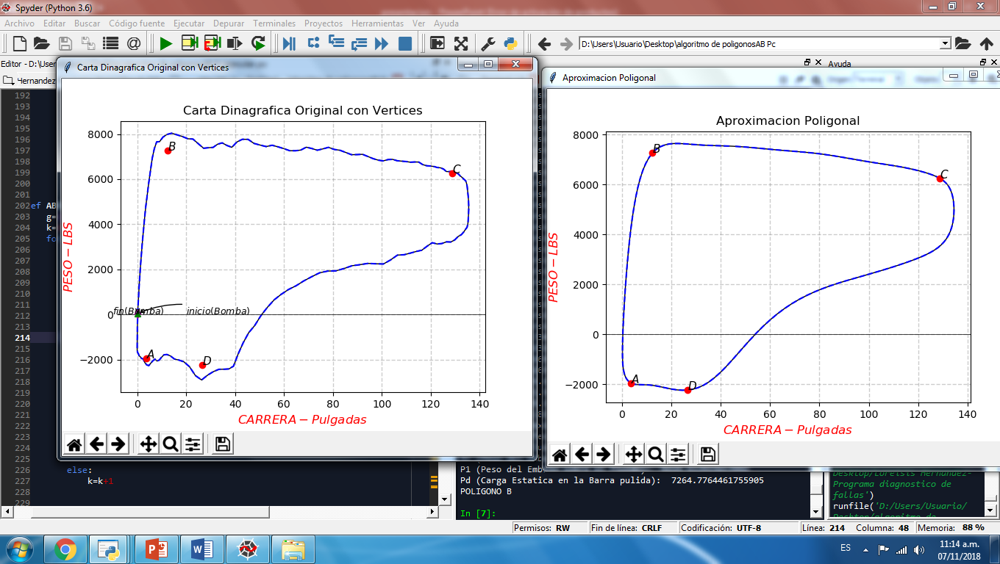 Spyder (Python 3.6)
Archivo Editar Buscar Código fuente Ejecutar Depurar Terminales Proyectos Herramientas Ver Ayuda
D:\Users\Usuario\Desktop\algoritmo de poligonosAB Pc
Editor - D:\User
Ayuda
Hernandez
Carta Dinagrafica Original con Vertices
Carta Dinagrafica Original con Vertices
8000
6000
4000
2000
0
−2000
PESO − LBS
B
C
A
D
fin(Bomba)
inicio(Bomba)
0 20 40 60 80 100 120 140
CARRERA − Pulgadas
Aproximacion Poligonal
Aproximacion Poligonal
8000
6000
4000
2000
0
−2000
PESO − LBS
B
C
A
D
0 20 40 60 80 100 120 140
CARRERA − Pulgadas
192
193
194
195
196
197
198
199
200
201
202 ef AB
203 g=
204 k=
205 fo
206
207
208
209
210
211
212
213
214
215
216
217
218
219
220
221
222
223
224
225
226 else:
227 k=k+1
228
229
P1 (Peso del Emb
Pd (Carga Estatica en la Barra pulida): 7264.7764461755905
POLIGONO B
In [7]:
Desktop/Lorelsis Hernandez-
Programa diagnostico de
fallas')
runfile('D:/Users/Usuario/
Desktop/algoritmo de
Permisos: RW Fin de línea: CRLF Codificación: UTF-8 Línea: 214 Columna: 48 Memoria: 88 %
ES
11:14 a.m.
07/11/2018